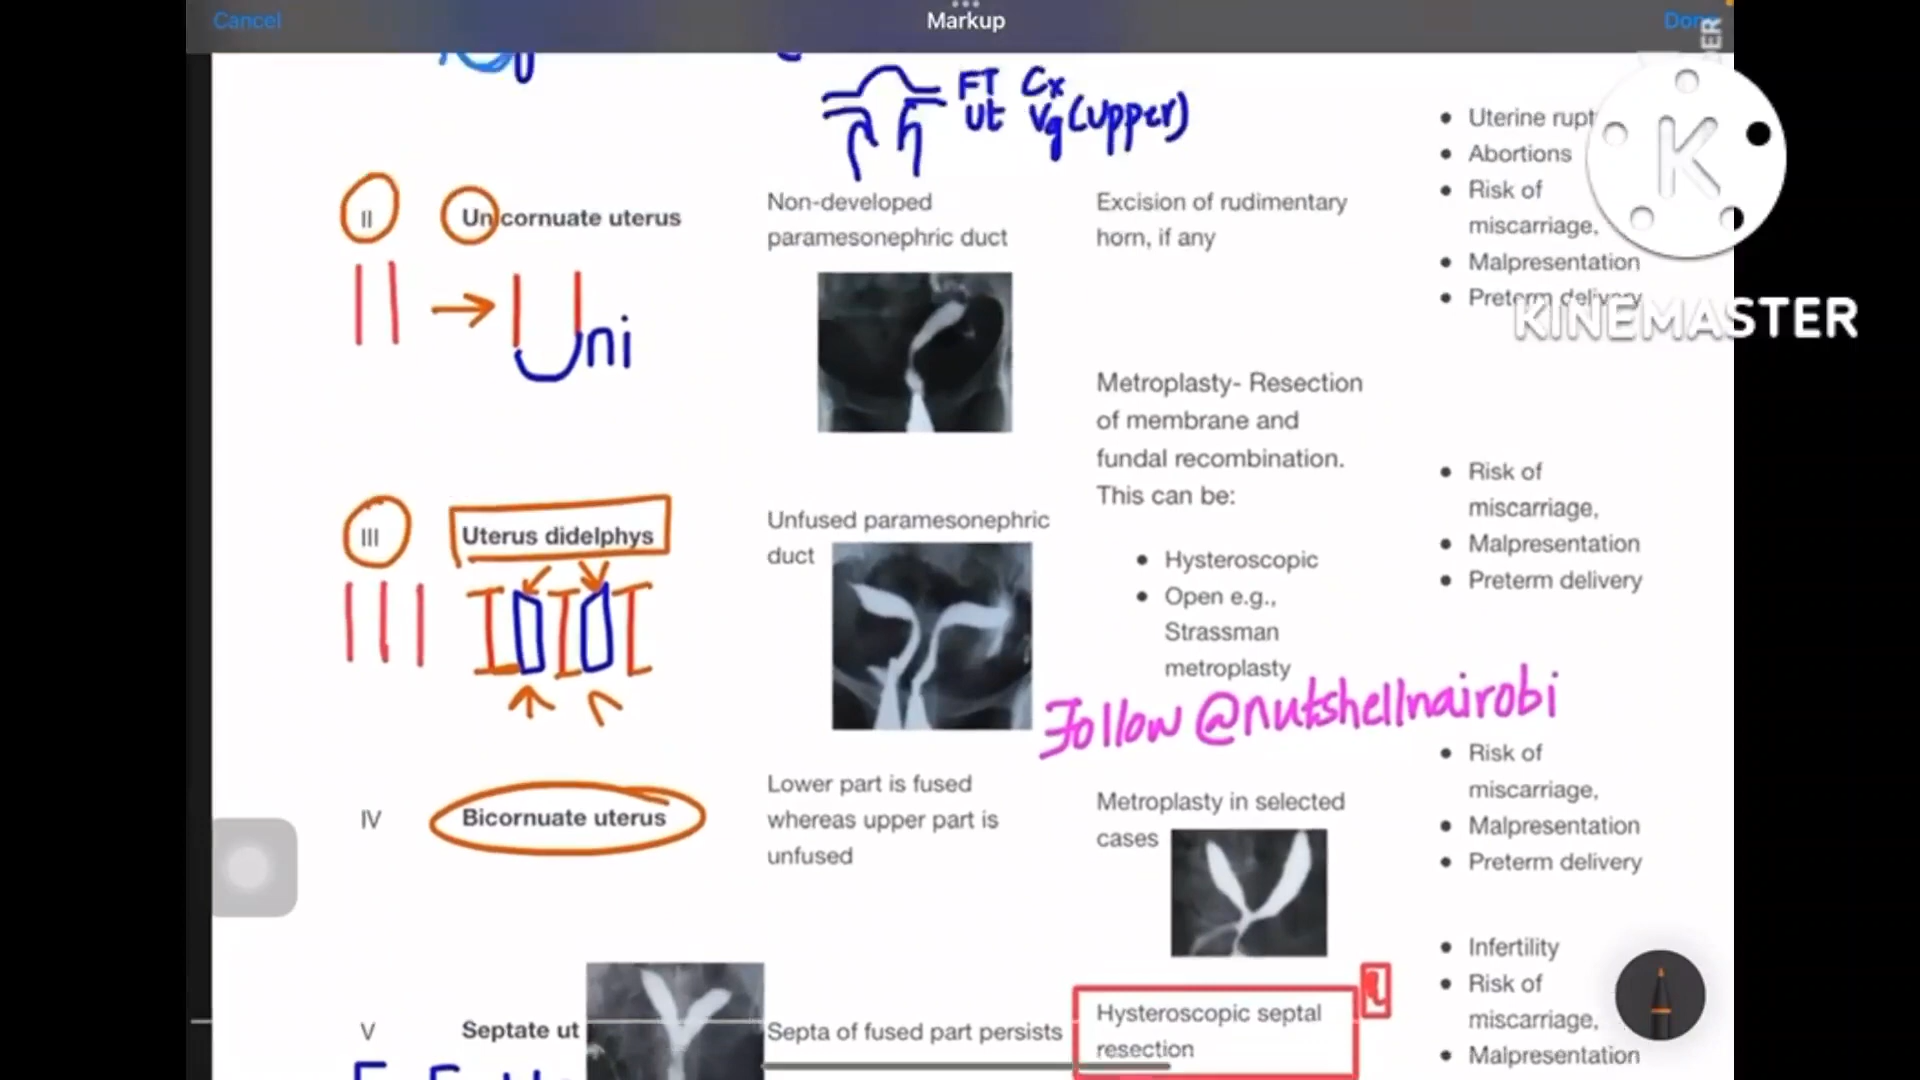 Cancel
Markup
FT Cx
Ut Vg (upper)
II
Unicornuate uterus
Non-developed
paramesonephric duct
Excision of rudimentary
horn, if any
Uterine rupt
Abortions
Risk of
miscarriage,
Malpresentation
Preterm delivery
K
KINEMASTER
Uni
III
Uterus didelphys
Unfused paramesonephric
duct
Metroplasty- Resection
of membrane and
fundal recombination.
This can be:
Hysteroscopic
Open e.g.,
Strassman
metroplasty
Risk of
miscarriage,
Malpresentation
Preterm delivery
Follow @nutshellnairobi
IV
Bicornuate uterus
Lower part is fused
whereas upper part is
unfused
Metroplasty in selected
cases
Risk of
miscarriage,
Malpresentation
Preterm delivery
V
Septate ut
Septa of fused part persists
Hysteroscopic septal
resection
Infertility
Risk of
miscarriage,
Malpresentation